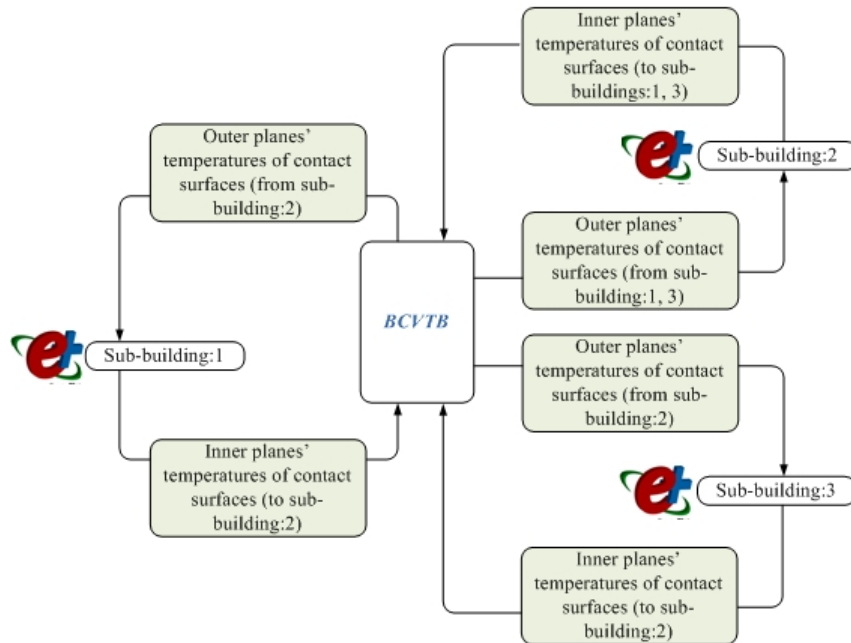 Inner planes'
temperatures of contact
surfaces (to sub-
buildings:1, 3)
Outer planes'
temperatures of contact
surfaces (from sub-
building:2)
e+
Sub-building:2
Outer planes'
temperatures of contact
surfaces (from sub-
building:1, 3)
BCVTB
e+
Sub-building:1
Outer planes'
temperatures of contact
surfaces (from sub-
building:2)
Inner planes'
temperatures of contact
surfaces (to sub-
building:2)
e+
Sub-building:3
Inner planes'
temperatures of contact
surfaces (to sub-
building:2)